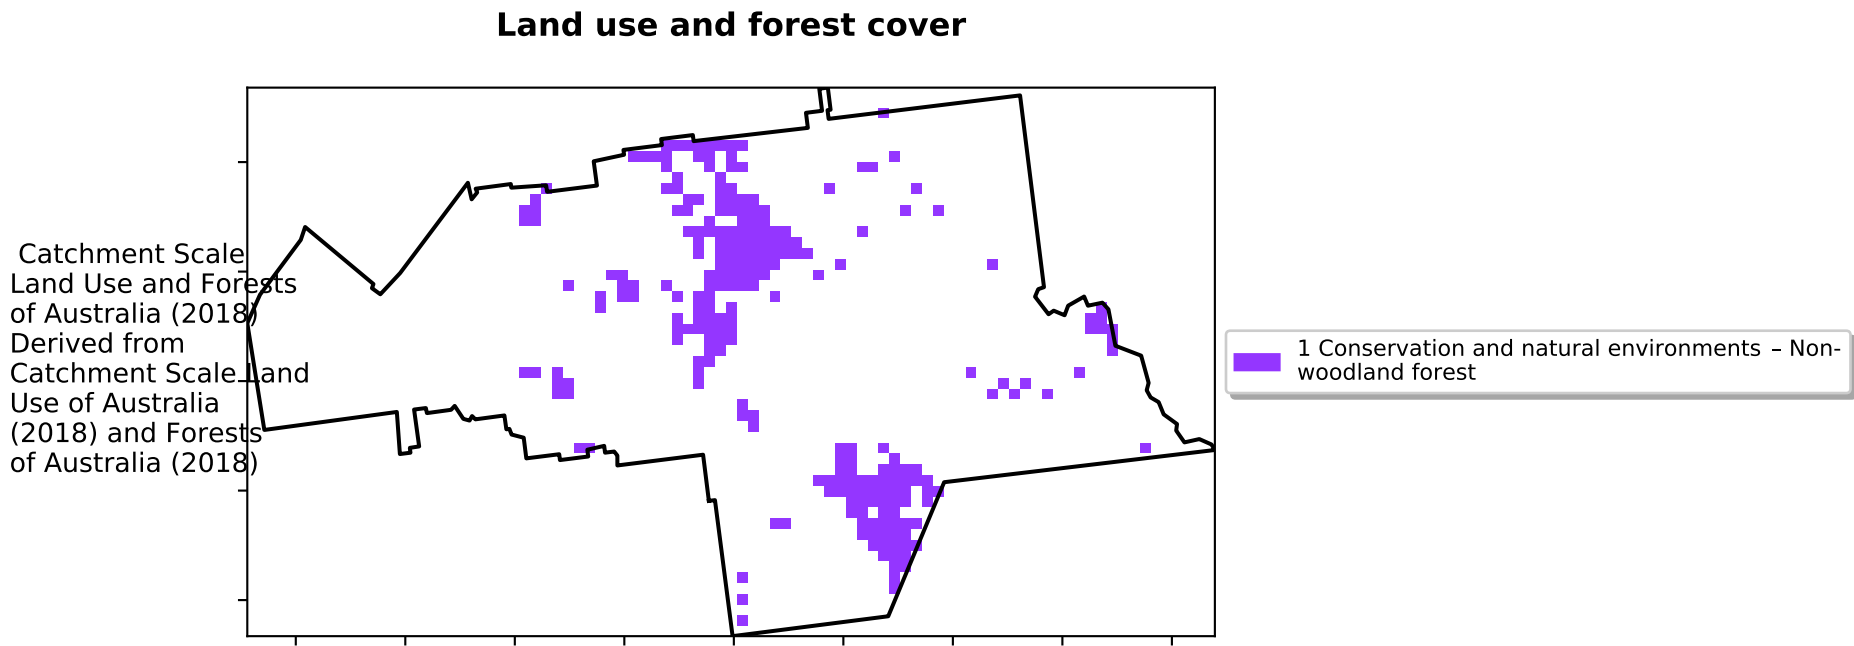 Land use and forest cover
Catchment Scale
Land Use and Forests
of Australia (2018)
Derived from
Catchment Scale Land
Use of Australia
(2018) and Forests
of Australia (2018)
1 Conservation and natural environments – Non-
woodland forest